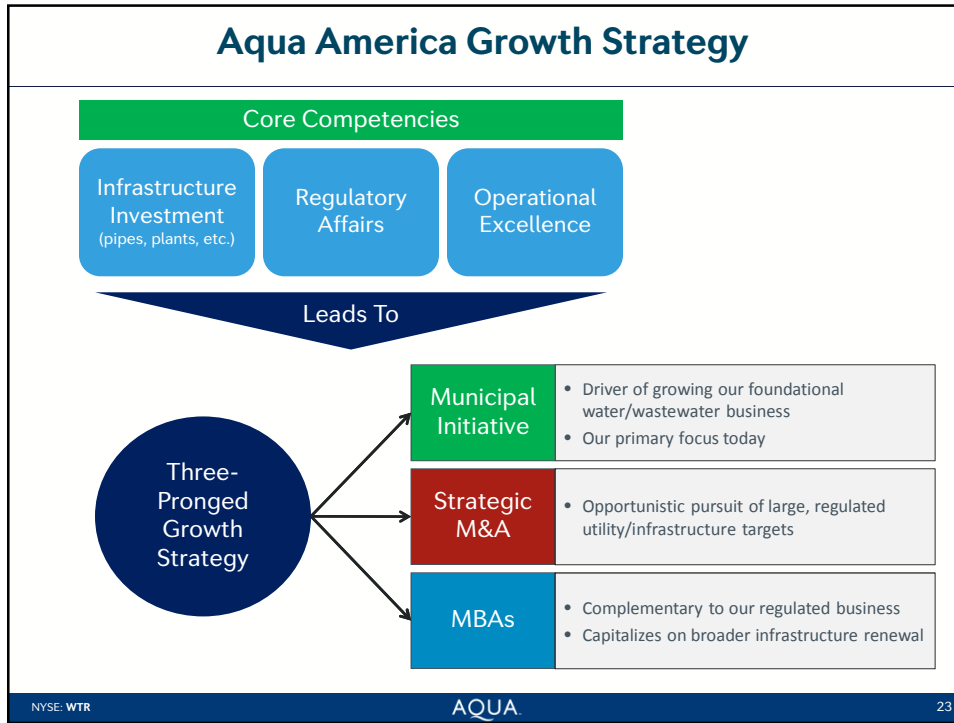 Aqua America Growth Strategy
Core Competencies
Infrastructure
Investment
(pipes, plants, etc.)
Regulatory
Affairs
Operational
Excellence
Leads To
Three-
Pronged
Growth
Strategy
Municipal
Initiative
• Driver of growing our foundational
water/wastewater business
• Our primary focus today
Strategic
M&A
• Opportunistic pursuit of large, regulated
utility/infrastructure targets
MBAs
• Complementary to our regulated business
• Capitalizes on broader infrastructure renewal
NYSE: WTR
AQUA.
23